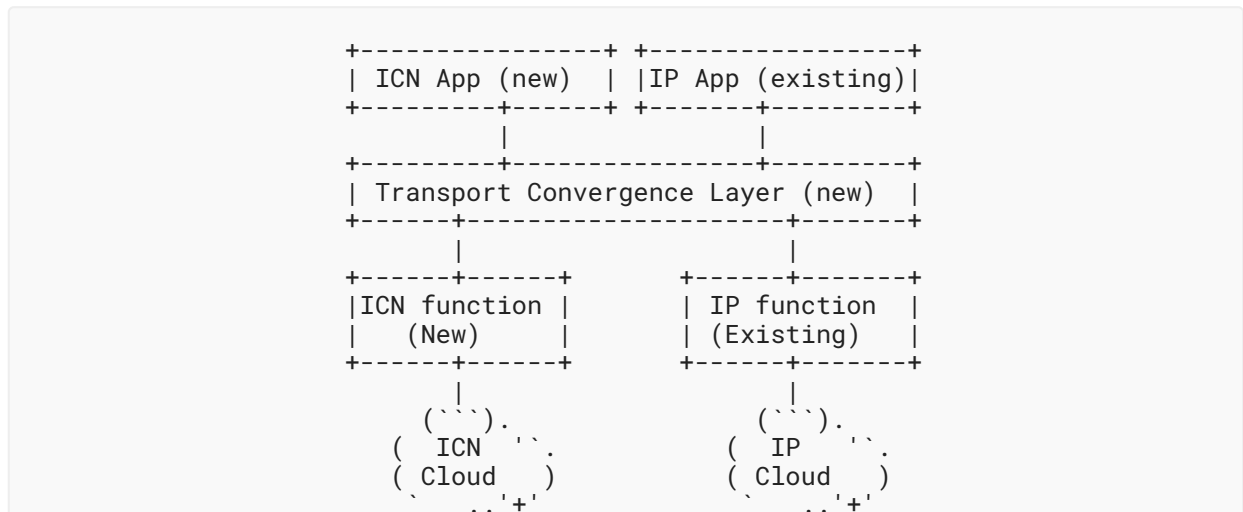 +----------------+ +-----------------+
| ICN App (new)  | |IP App (existing)|
+---------+------+ +-------+---------+
          |                |
+---------+----------------+---------+
| Transport Convergence Layer (new)  |
+------+---------------------+-------+
       |                     |
+------+------+       +------+-------+
|ICN function |       | IP function  |
|   (New)     |       | (Existing)   |
+------+------+       +------+-------+
       |                     |
     (```).                (```).
   (  ICN  '`.           (  IP   '`.
   ( Cloud   )           ( Cloud   )
    `   ..'+'             `   ..'+'